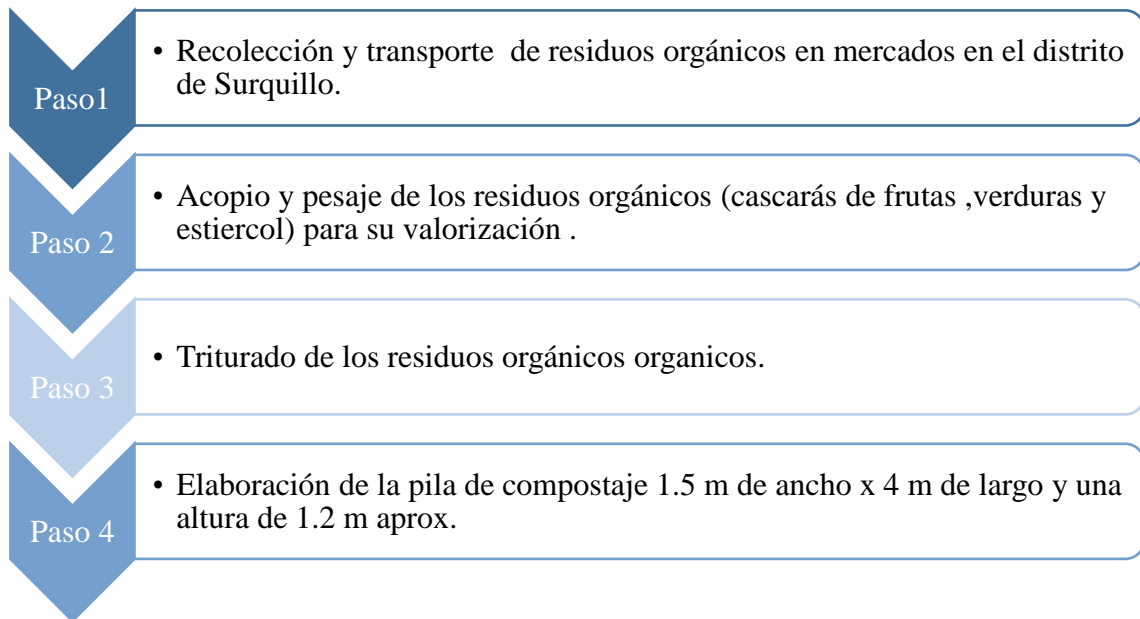 Paso1
• Recolección y transporte  de residuos orgánicos en mercados en el distrito
de Surquillo.
Paso 2
• Acopio y pesaje de los residuos orgánicos (cascarás de frutas ,verduras y
estiercol) para su valorización .
Paso 3
• Triturado de los residuos orgánicos organicos.
Paso 4
• Elaboración de la pila de compostaje 1.5 m de ancho x 4 m de largo y una
altura de 1.2 m aprox.